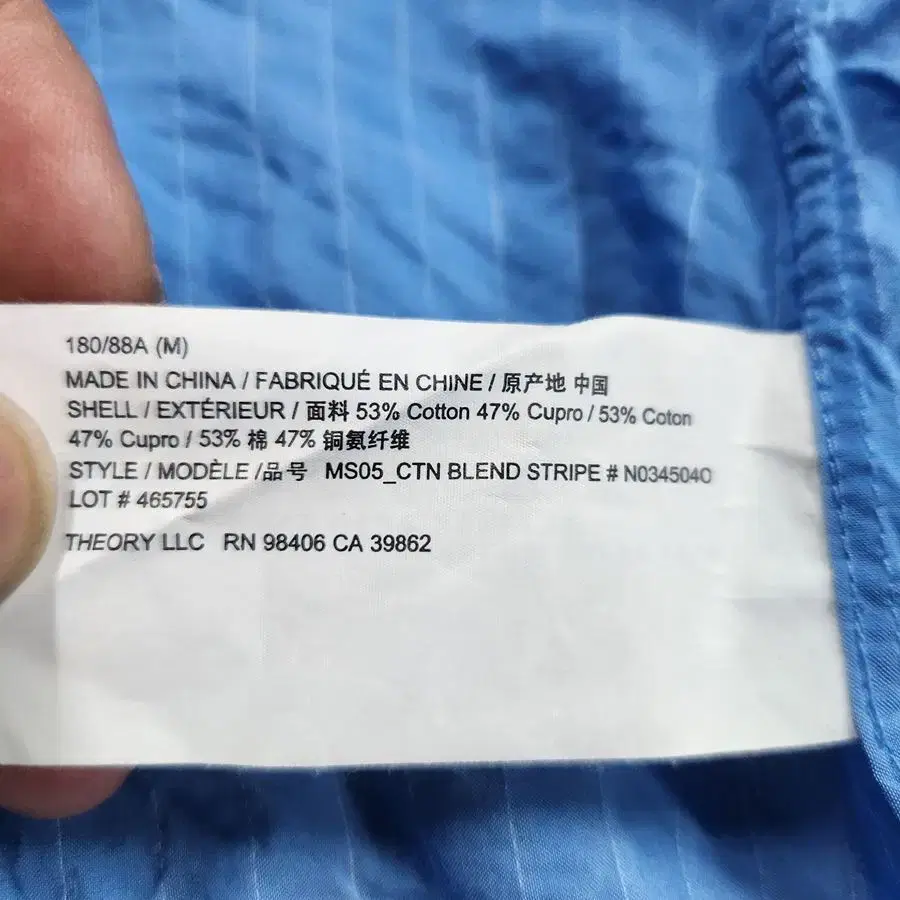 180/88A (M)
MADE IN CHINA / FABRIQUÉ EN CHINE / 原产地 中国
SHELL / EXTÉRIEUR / 面料 53% Cotton 47% Cupro / 53% Coton
47% Cupro / 53% 棉 47% 铜氨纤维
STYLE / MODÈLE /品号 MS05_CTN BLEND STRIPE # N034504O
LOT # 465755
THEORY LLC RN 98406 CA 39862